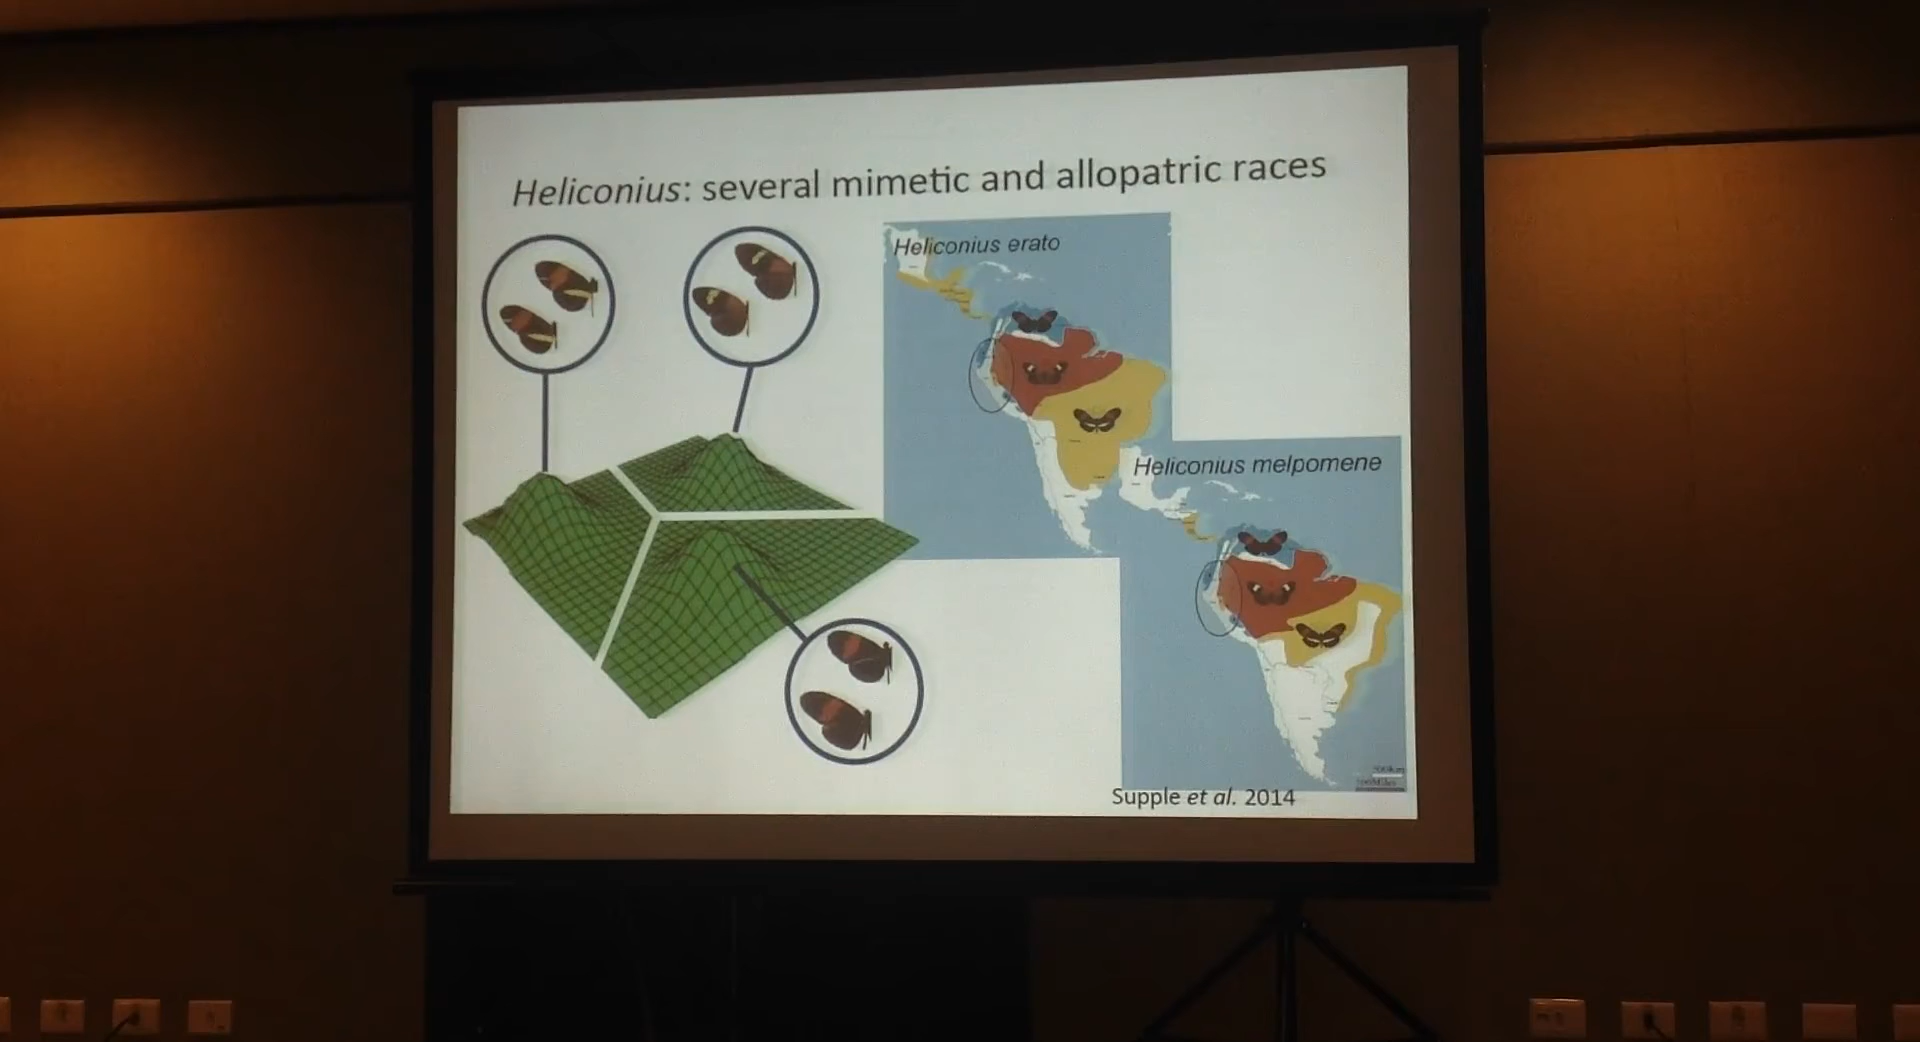 Heliconius: several mimetic and allopatric races
Heliconius erato
Heliconius melpomene
Supple et al. 2014